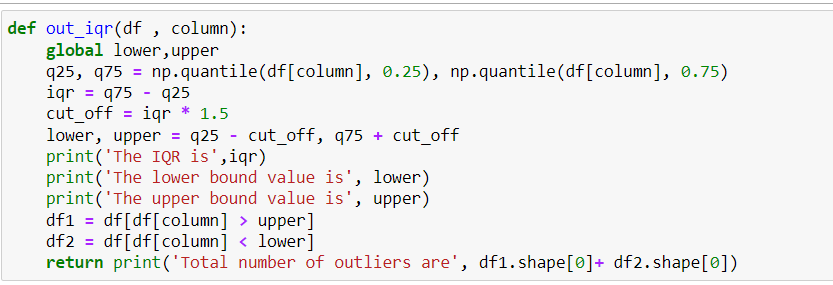 def out_iqr(df , column):
    global lower,upper
    q25, q75 = np.quantile(df[column], 0.25), np.quantile(df[column], 0.75)
    iqr = q75 - q25
    cut_off = iqr * 1.5
    lower, upper = q25 - cut_off, q75 + cut_off
    print('The IQR is',iqr)
    print('The lower bound value is', lower)
    print('The upper bound value is', upper)
    df1 = df[df[column] > upper]
    df2 = df[df[column] < lower]
    return print('Total number of outliers are', df1.shape[0]+ df2.shape[0])